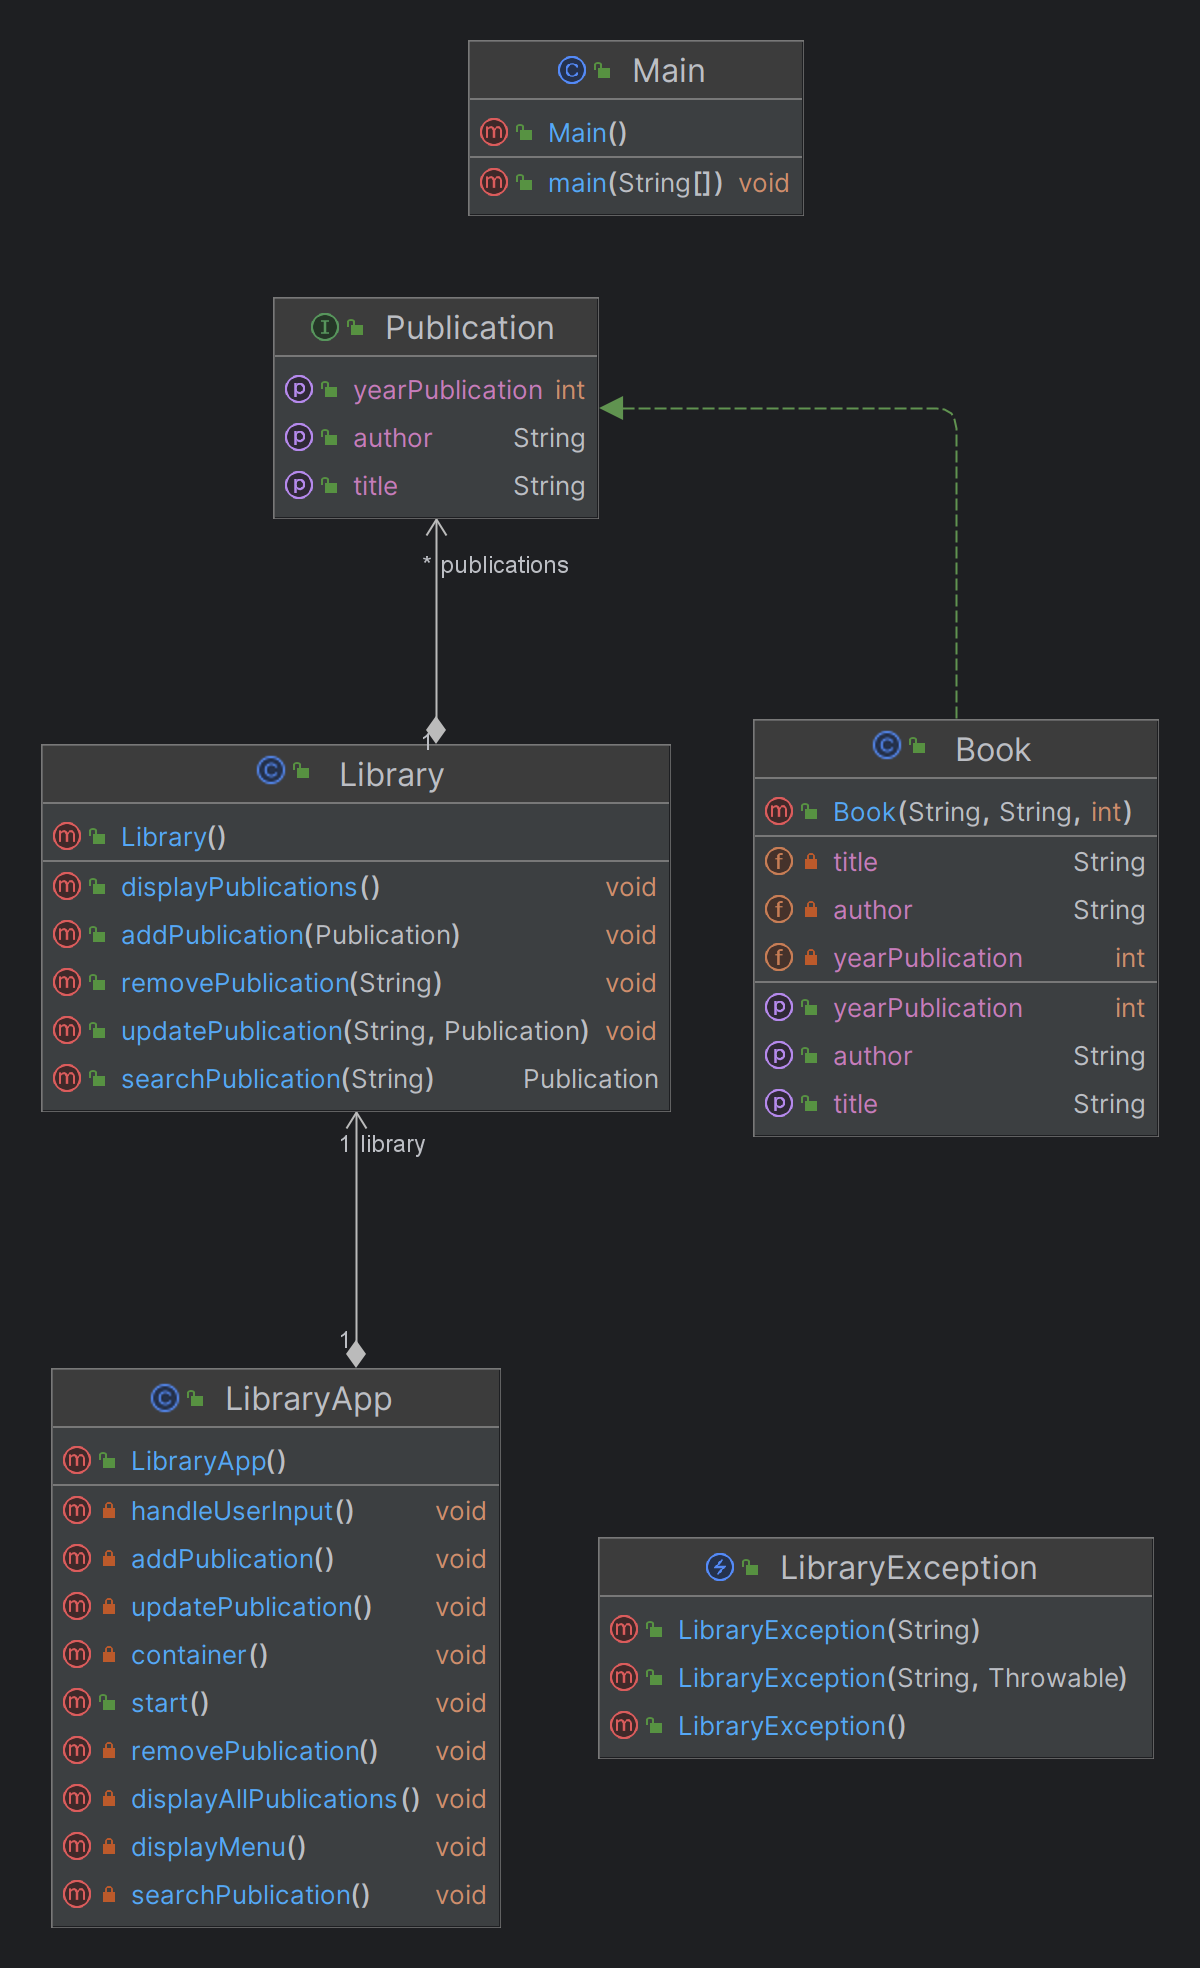 Main
Main()
main(String[]) void
Publication
yearPublication int
author String
title String
* publications
1
Library
Library()
displayPublications() void
addPublication(Publication) void
removePublication(String) void
updatePublication(String, Publication) void
searchPublication(String) Publication
Book
Book(String, String, int)
title String
author String
yearPublication int
yearPublication int
author String
title String
1 library
1
LibraryApp
LibraryApp()
handleUserInput() void
addPublication() void
updatePublication() void
container() void
start() void
removePublication() void
displayAllPublications() void
displayMenu() void
searchPublication() void
LibraryException
LibraryException(String)
LibraryException(String, Throwable)
LibraryException()